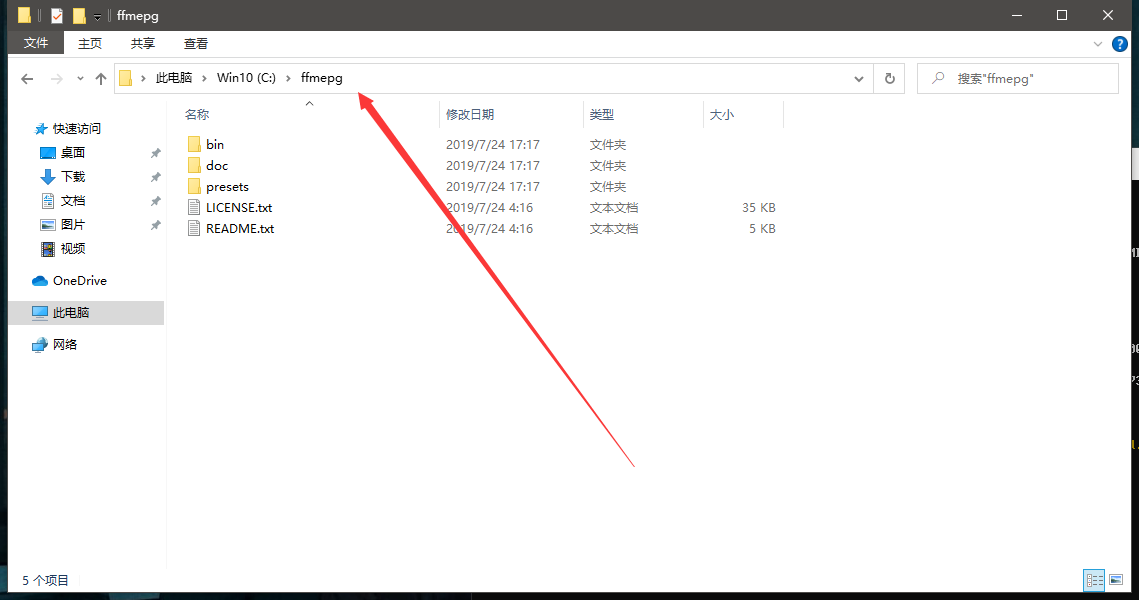 ffmepg
文件 主页 共享 查看
此电脑 Win10 (C:) ffmepg 搜索"ffmepg"
名称 修改日期 类型 大小
快速访问
桌面
下载
文档
图片
视频
OneDrive
此电脑
网络
bin 2019/7/24 17:17 文件夹
doc 2019/7/24 17:17 文件夹
presets 2019/7/24 17:17 文件夹
LICENSE.txt 2019/7/24 4:16 文本文档 35 KB
README.txt 2019/7/24 4:16 文本文档 5 KB
5 个项目